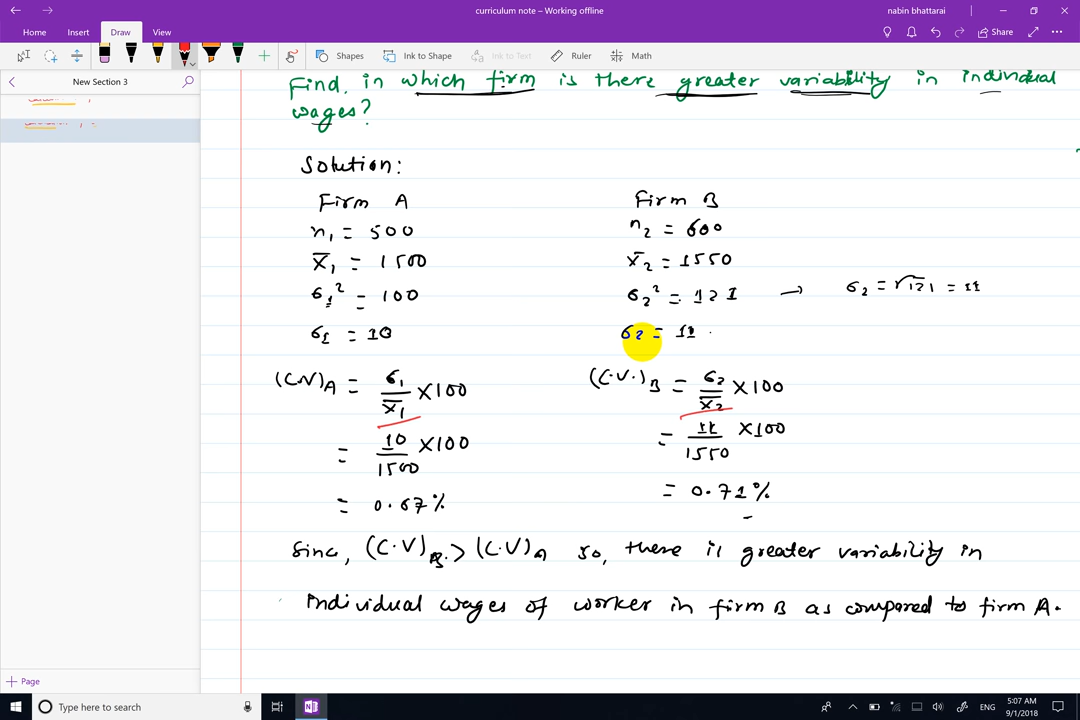 curriculum note – Working offline
nabin bhattarai
Home Insert Draw View
Share
Shapes Ink to Shape Ink to Text Ruler Math
New Section 3
Find, in which firm is there greater variability in individual
wages?
Solution:
Firm A Firm B
n₁ = 500 n₂ = 600
x̄₁ = 1500 x̄₂ = 1550
σ₁² = 100 σ₂² = 121 → σ₂ = √121 = 11
σ₁ = 10 σ₂ = 11
(C.V)A = σ₁/x̄₁ × 100 (C.V.)B = σ₂/x̄₂ × 100
= 10/1500 × 100 = 11/1550 × 100
= 0.67% = 0.71%
Sinc, (C.V)B > (C.V)A so, there is greater variability in
individual wages of worker in firm B as compared to firm A.
+ Page
Type here to search
ENG
5:07 AM
9/1/2018